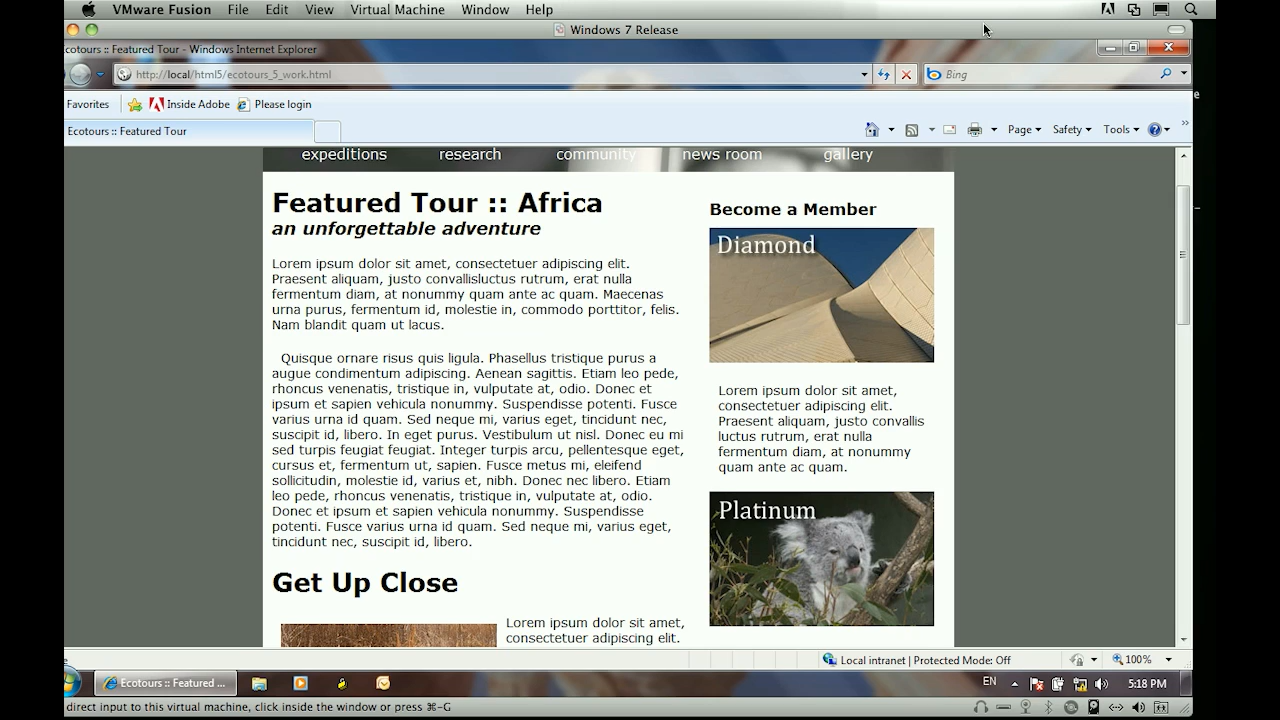 VMware Fusion File Edit View Virtual Machine Window Help
Windows 7 Release
cotours :: Featured Tour - Windows Internet Explorer
http://local/html5/ecotours_5_work.html
Bing
Favorites Inside Adobe Please login
Ecotours :: Featured Tour
Page Safety Tools
expeditions research community news room gallery
Featured Tour :: Africa
an unforgettable adventure
Lorem ipsum dolor sit amet, consectetuer adipiscing elit.
Praesent aliquam, justo convallisluctus rutrum, erat nulla
fermentum diam, at nonummy quam ante ac quam. Maecenas
urna purus, fermentum id, molestie in, commodo porttitor, felis.
Nam blandit quam ut lacus.
Quisque ornare risus quis ligula. Phasellus tristique purus a
augue condimentum adipiscing. Aenean sagittis. Etiam leo pede,
rhoncus venenatis, tristique in, vulputate at, odio. Donec et
ipsum et sapien vehicula nonummy. Suspendisse potenti. Fusce
varius urna id quam. Sed neque mi, varius eget, tincidunt nec,
suscipit id, libero. In eget purus. Vestibulum ut nisl. Donec eu mi
sed turpis feugiat feugiat. Integer turpis arcu, pellentesque eget,
cursus et, fermentum ut, sapien. Fusce metus mi, eleifend
sollicitudin, molestie id, varius et, nibh. Donec nec libero. Etiam
leo pede, rhoncus venenatis, tristique in, vulputate at, odio.
Donec et ipsum et sapien vehicula nonummy. Suspendisse
potenti. Fusce varius urna id quam. Sed neque mi, varius eget,
tincidunt nec, suscipit id, libero.
Get Up Close
Lorem ipsum dolor sit amet,
consectetuer adipiscing elit.
Become a Member
Diamond
Lorem ipsum dolor sit amet,
consectetuer adipiscing elit.
Praesent aliquam, justo convallis
luctus rutrum, erat nulla
fermentum diam, at nonummy
quam ante ac quam.
Platinum
Local intranet | Protected Mode: Off 100%
Ecotours :: Featured ... EN 5:18 PM
direct input to this virtual machine, click inside the window or press ⌘-G